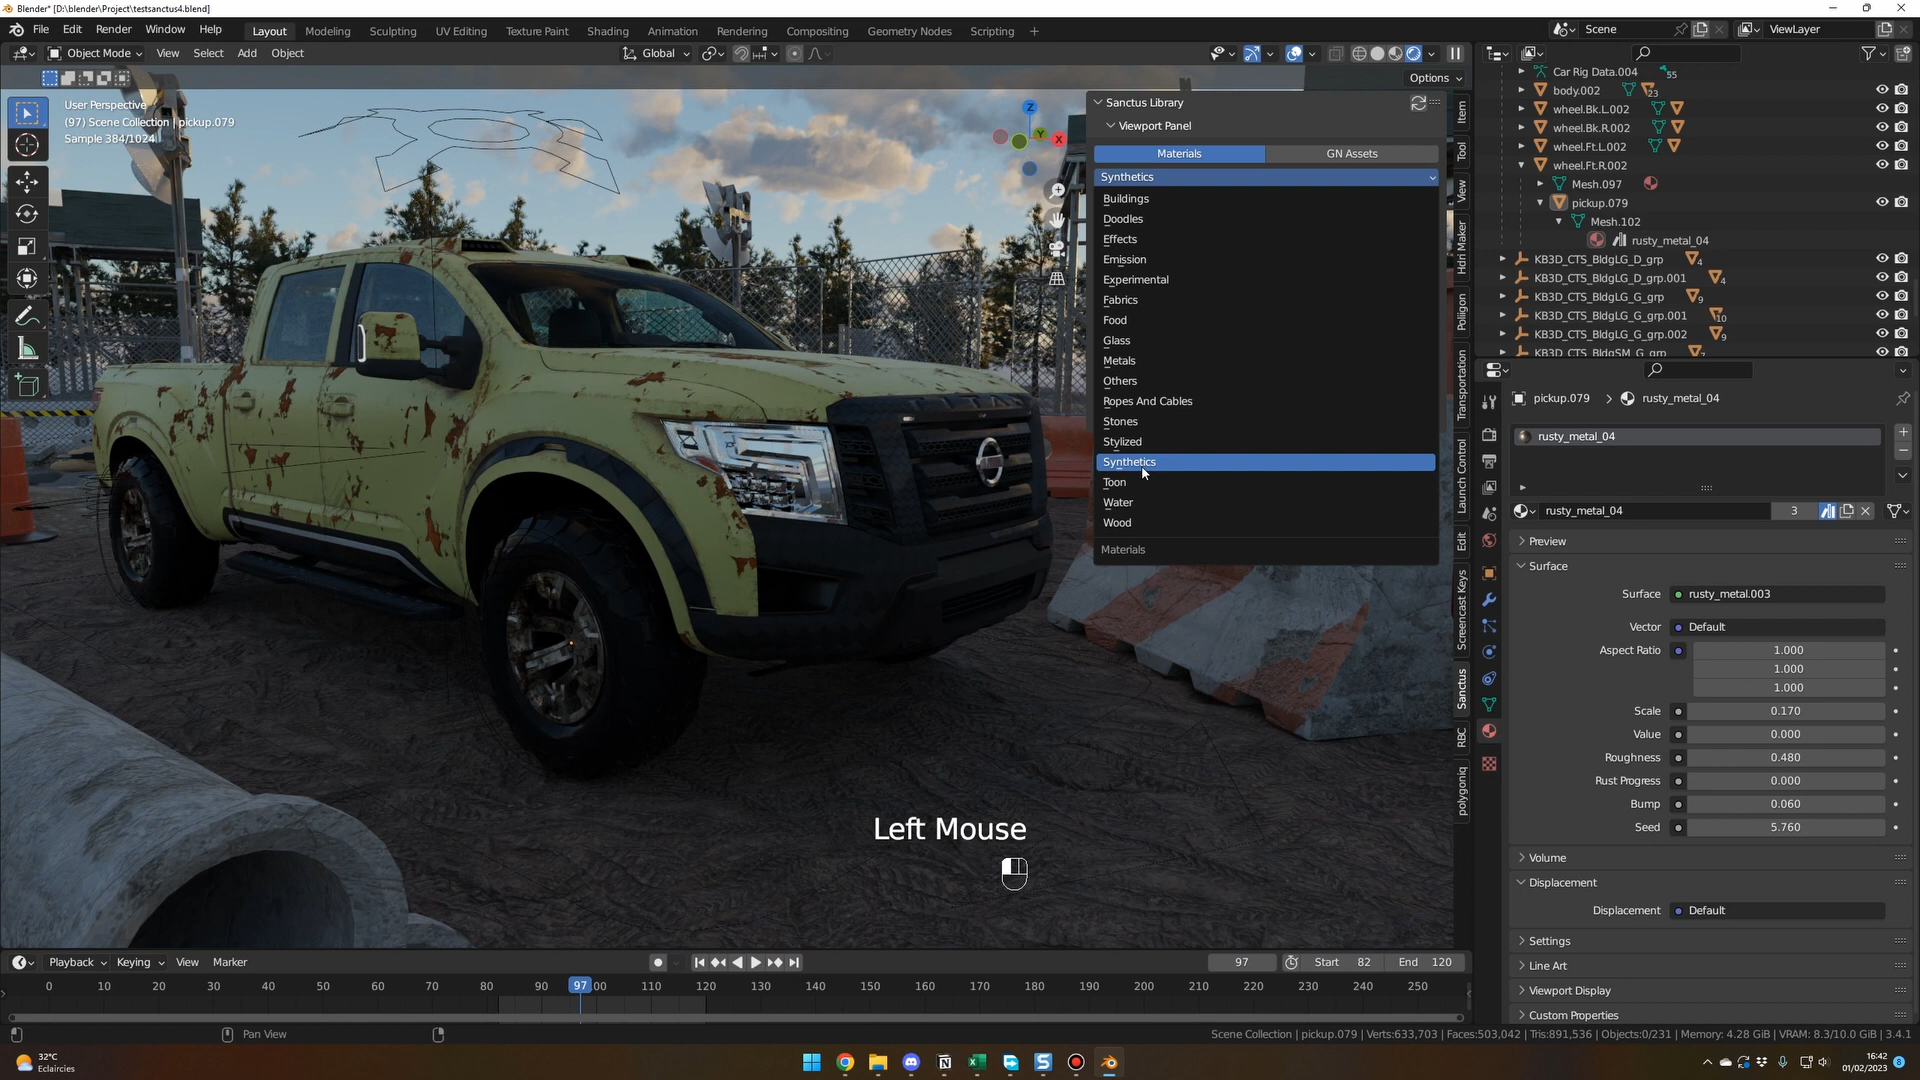 Blender* [D:\blender\Project\testsanctus4.blend]
File Edit Render Window Help
Layout Modeling Sculpting UV Editing Texture Paint Shading Animation Rendering Compositing Geometry Nodes Scripting +
Scene
ViewLayer
Object Mode View Select Add Object
Global
Options
User Perspective
(97) Scene Collection | pickup.079
Sample 384/1024
Z
Y
X
Sanctus Library
Viewport Panel
Materials GN Assets
Synthetics
Buildings
Doodles
Effects
Emission
Experimental
Fabrics
Food
Glass
Metals
Others
Ropes And Cables
Stones
Stylized
Synthetics
Toon
Water
Wood
Materials
Item
Tool
View
Hdri Maker
Poliigon
Transportation
Launch Control
Edit
Screencast Keys
Sanctus
RBC
polygoniq
Car Rig Data.004 55
body.002 23
wheel.Bk.L.002
wheel.Bk.R.002
wheel.Ft.L.002
wheel.Ft.R.002
Mesh.097
pickup.079
Mesh.102
rusty_metal_04
KB3D_CTS_BldgLG_D_grp 4
KB3D_CTS_BldgLG_D_grp.001 4
KB3D_CTS_BldgLG_G_grp 9
KB3D_CTS_BldgLG_G_grp.001 10
KB3D_CTS_BldgLG_G_grp.002 9
KB3D_CTS_BldgSM_G_grp 7
pickup.079 > rusty_metal_04
rusty_metal_04
rusty_metal_04 3
Preview
Surface
Surface rusty_metal.003
Vector Default
Aspect Ratio 1.000
1.000
1.000
Scale 0.170
Value 0.000
Roughness 0.480
Rust Progress 0.000
Bump 0.060
Seed 5.760
Volume
Displacement
Displacement Default
Settings
Line Art
Viewport Display
Custom Properties
Left Mouse
Playback Keying View Marker
97 Start 82 End 120
0 10 20 30 40 50 60 70 80 90 97 00 110 120 130 140 150 160 170 180 190 200 210 220 230 240 250
Pan View
Scene Collection | pickup.079 | Verts:633,703 | Faces:503,042 | Tris:891,536 | Objects:0/231 | Memory: 4.28 GiB | VRAM: 8.3/10.0 GiB | 3.4.1
32°C
Eclaircies
16:42
01/02/2023
8